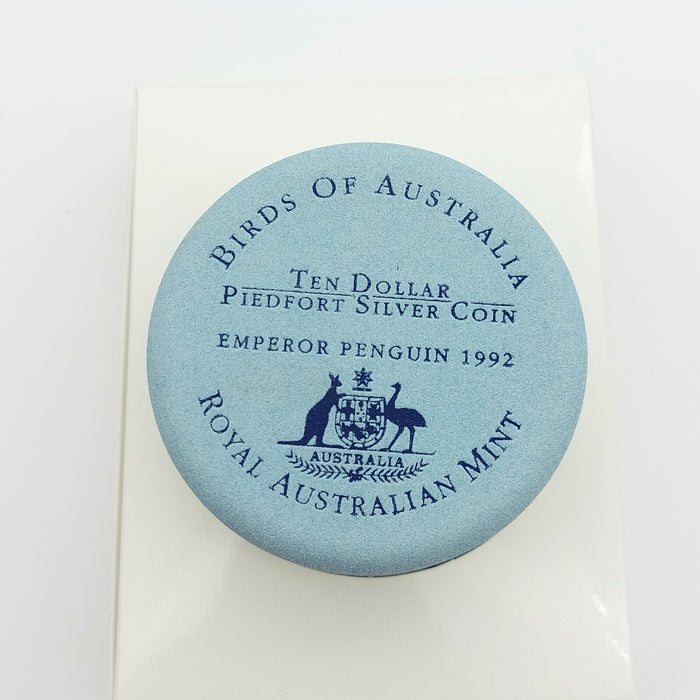 BIRDS OF AUSTRALIA
TEN DOLLAR
PIEDFORT SILVER COIN
EMPEROR PENGUIN 1992
AUSTRALIA
ROYAL AUSTRALIAN MINT